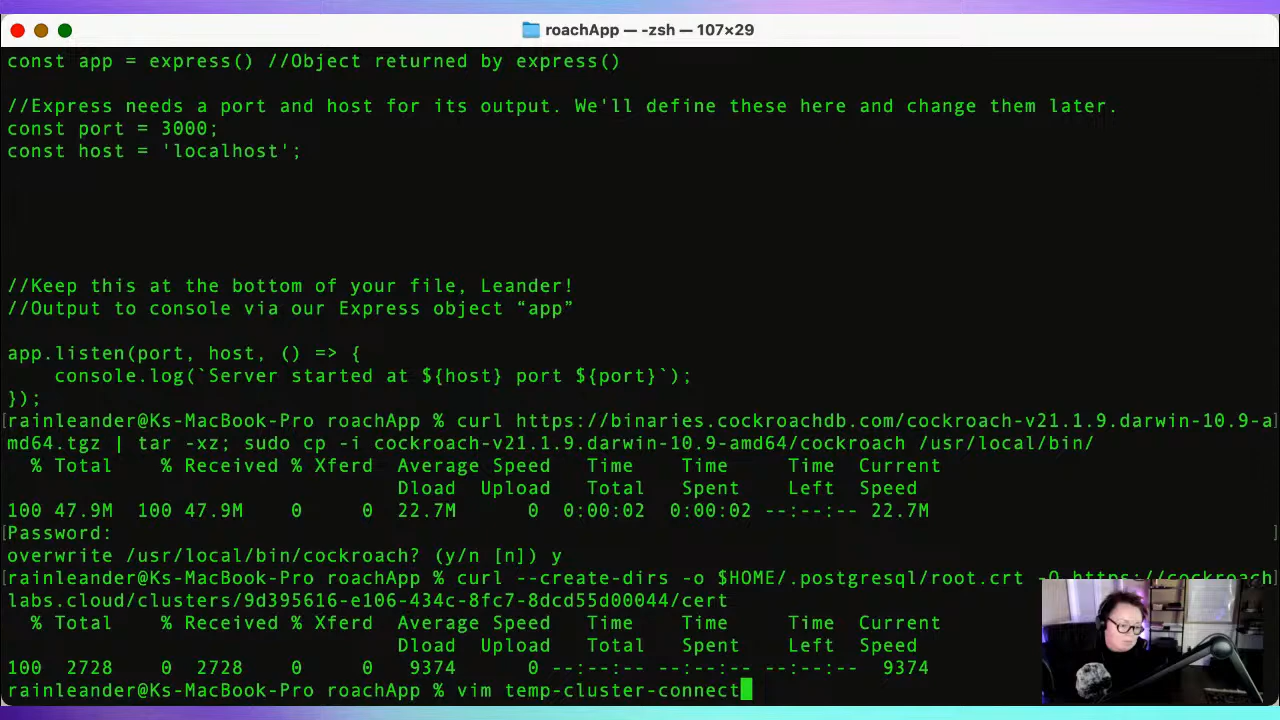 roachApp — -zsh — 107×29
const app = express() //Object returned by express()
//Express needs a port and host for its output. We'll define these here and change them later.
const port = 3000;
const host = 'localhost';
//Keep this at the bottom of your file, Leander!
//Output to console via our Express object “app”
app.listen(port, host, () => {
    console.log(`Server started at ${host} port ${port}`);
});
rainleander@Ks-MacBook-Pro roachApp % curl https://binaries.cockroachdb.com/cockroach-v21.1.9.darwin-10.9-a
md64.tgz | tar -xz; sudo cp -i cockroach-v21.1.9.darwin-10.9-amd64/cockroach /usr/local/bin/
  % Total    % Received % Xferd  Average Speed   Time    Time     Time  Current
                                 Dload  Upload   Total   Spent    Left  Speed
100 47.9M  100 47.9M    0     0  22.7M      0  0:00:02  0:00:02 --:--:-- 22.7M
Password:
overwrite /usr/local/bin/cockroach? (y/n [n]) y
rainleander@Ks-MacBook-Pro roachApp % curl --create-dirs -o $HOME/.postgresql/root.crt -O https://cockroach
labs.cloud/clusters/9d395616-e106-434c-8fc7-8dcd55d00044/cert
  % Total    % Received % Xferd  Average Speed   Time    Time     Time  Current
                                 Dload  Upload   Total   Spent    Left  Speed
100  2728    0  2728    0     0   9374      0 --:--:-- --:--:-- --:--:--  9374
rainleander@Ks-MacBook-Pro roachApp % vim temp-cluster-connect